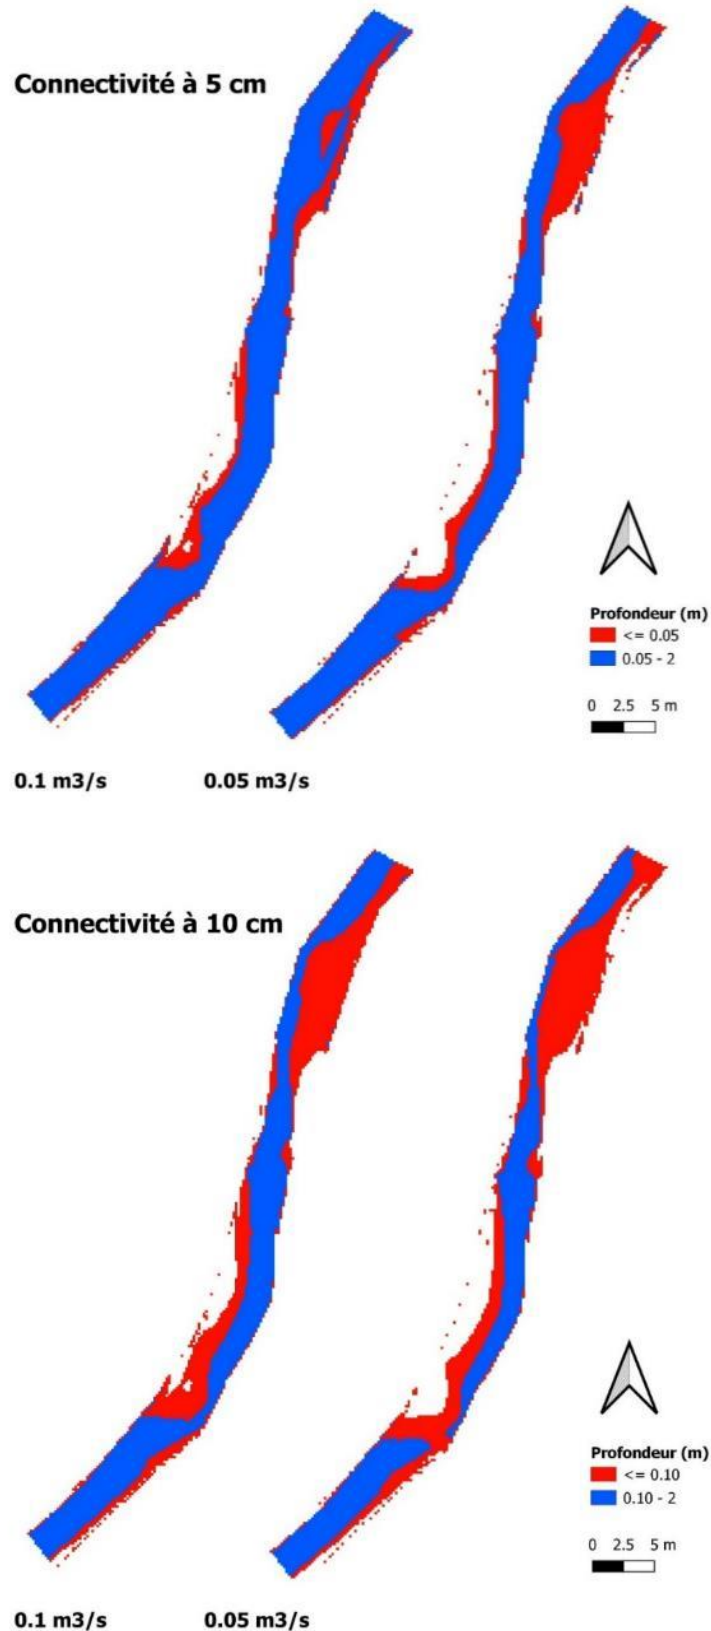 Connectivité à 5 cm
Profondeur (m)
<= 0.05
0.05 - 2
0 2.5 5 m
0.1 m3/s 0.05 m3/s
Connectivité à 10 cm
Profondeur (m)
<= 0.10
0.10 - 2
0 2.5 5 m
0.1 m3/s 0.05 m3/s